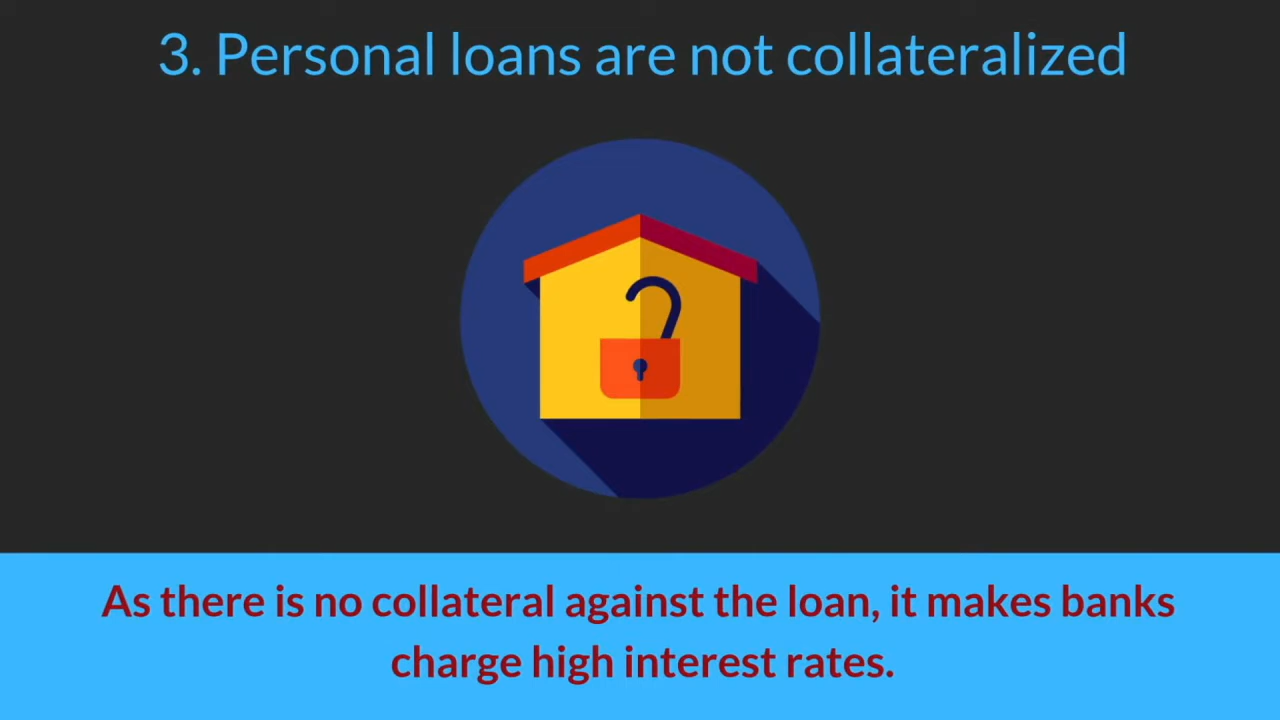 3. Personal loans are not collateralized
As there is no collateral against the loan, it makes banks
charge high interest rates.